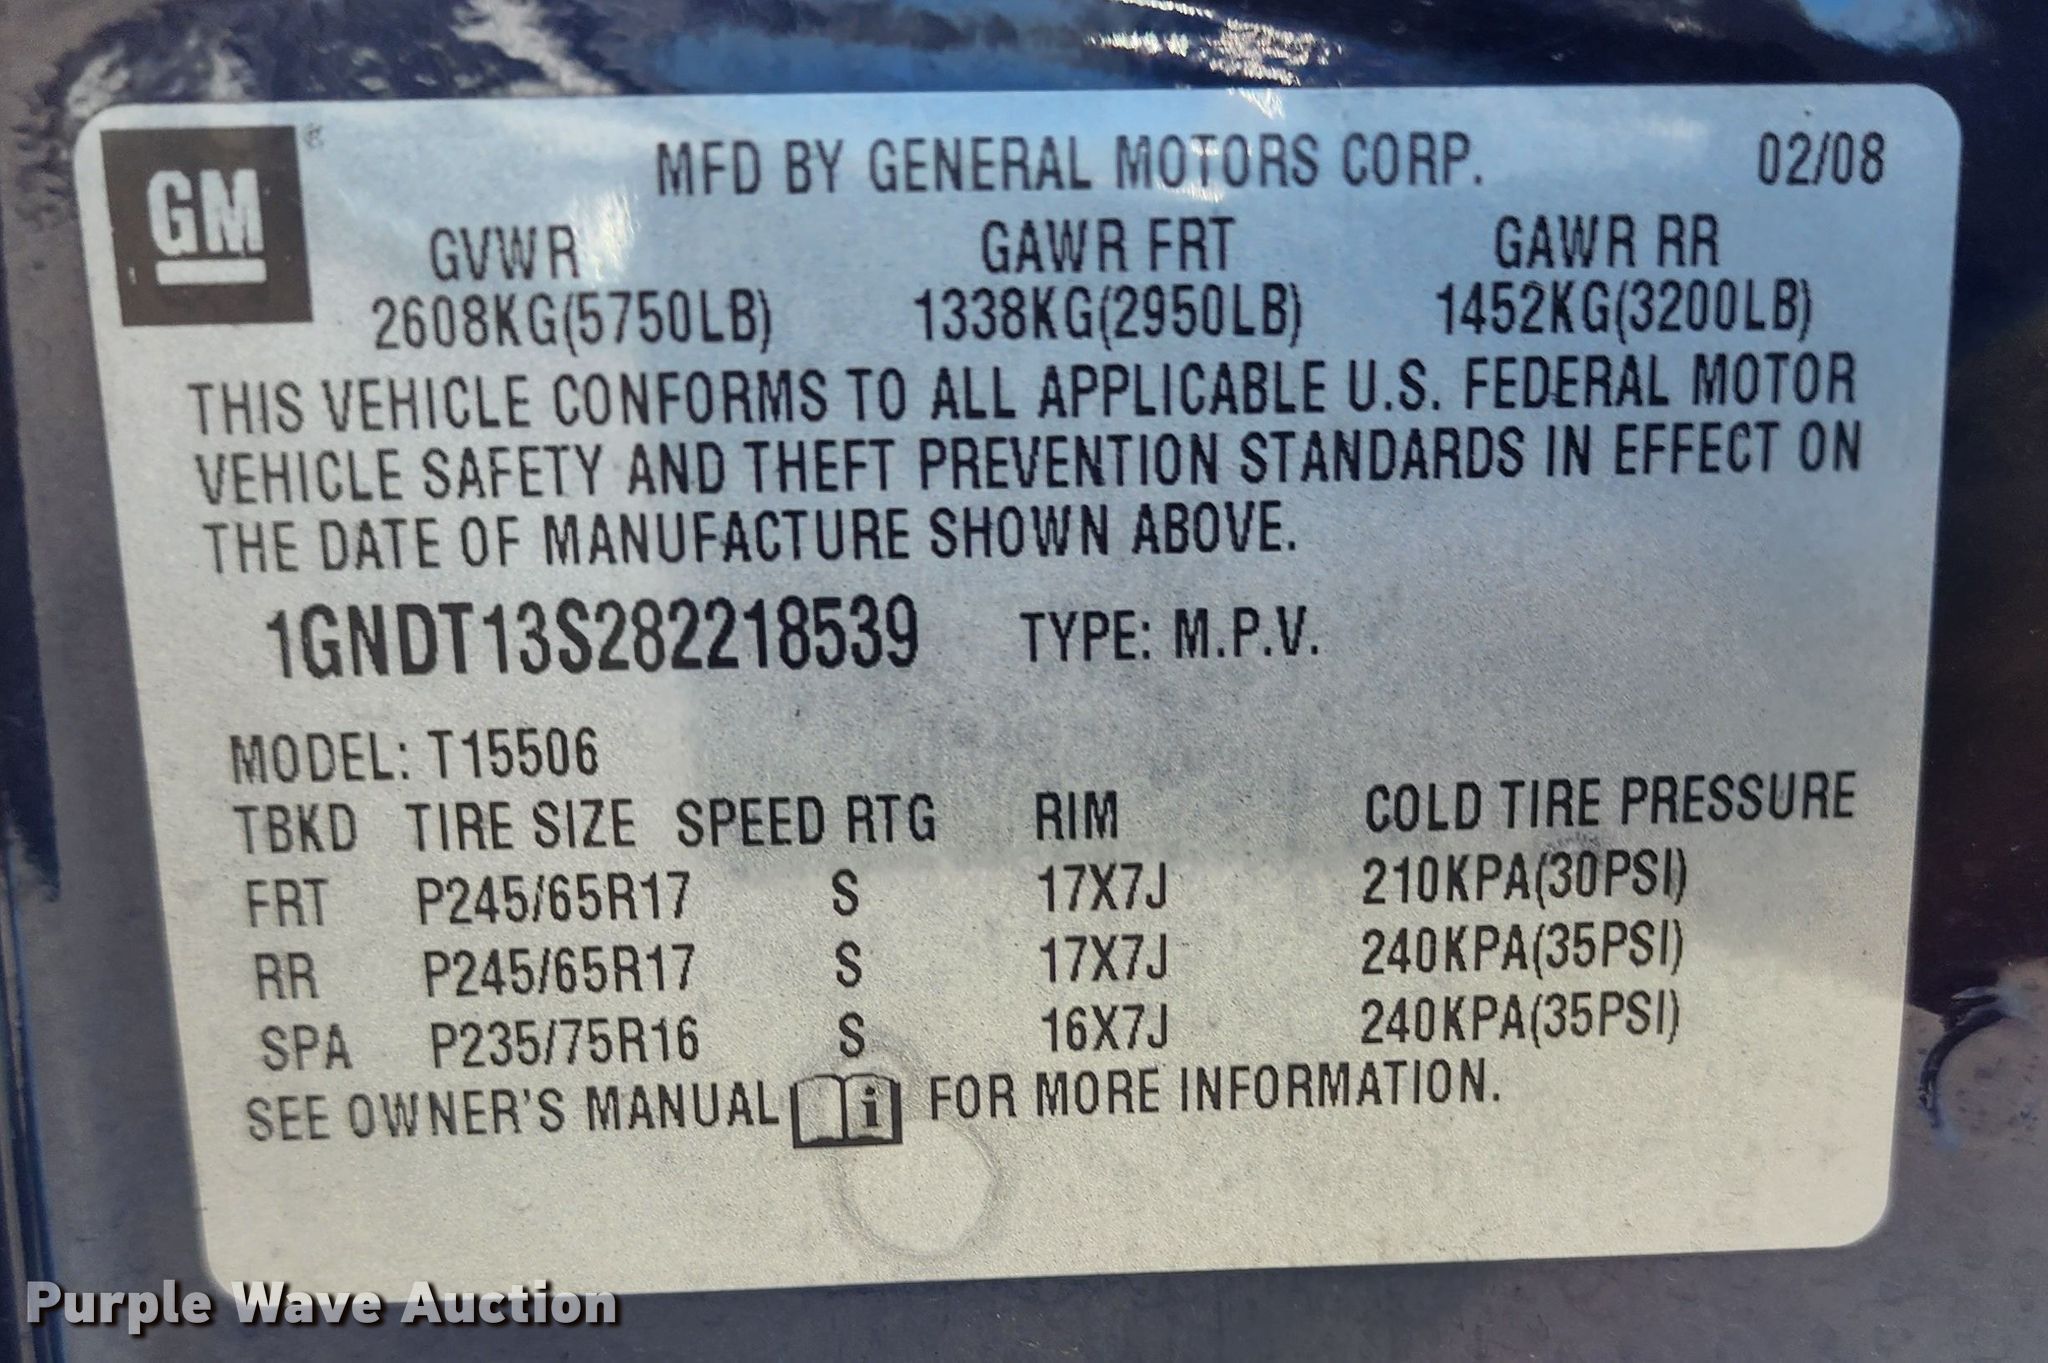 GM
MFD BY GENERAL MOTORS CORP. 02/08
GVWR GAWR FRT GAWR RR
2608KG(5750LB) 1338KG(2950LB) 1452KG(3200LB)
THIS VEHICLE CONFORMS TO ALL APPLICABLE U.S. FEDERAL MOTOR
VEHICLE SAFETY AND THEFT PREVENTION STANDARDS IN EFFECT ON
THE DATE OF MANUFACTURE SHOWN ABOVE.
1GNDT13S282218539 TYPE: M.P.V.
MODEL: T15506
TBKD TIRE SIZE SPEED RTG RIM COLD TIRE PRESSURE
FRT P245/65R17 S 17X7J 210KPA(30PSI)
RR P245/65R17 S 17X7J 240KPA(35PSI)
SPA P235/75R16 S 16X7J 240KPA(35PSI)
SEE OWNER'S MANUAL i FOR MORE INFORMATION.
Purple Wave Auction